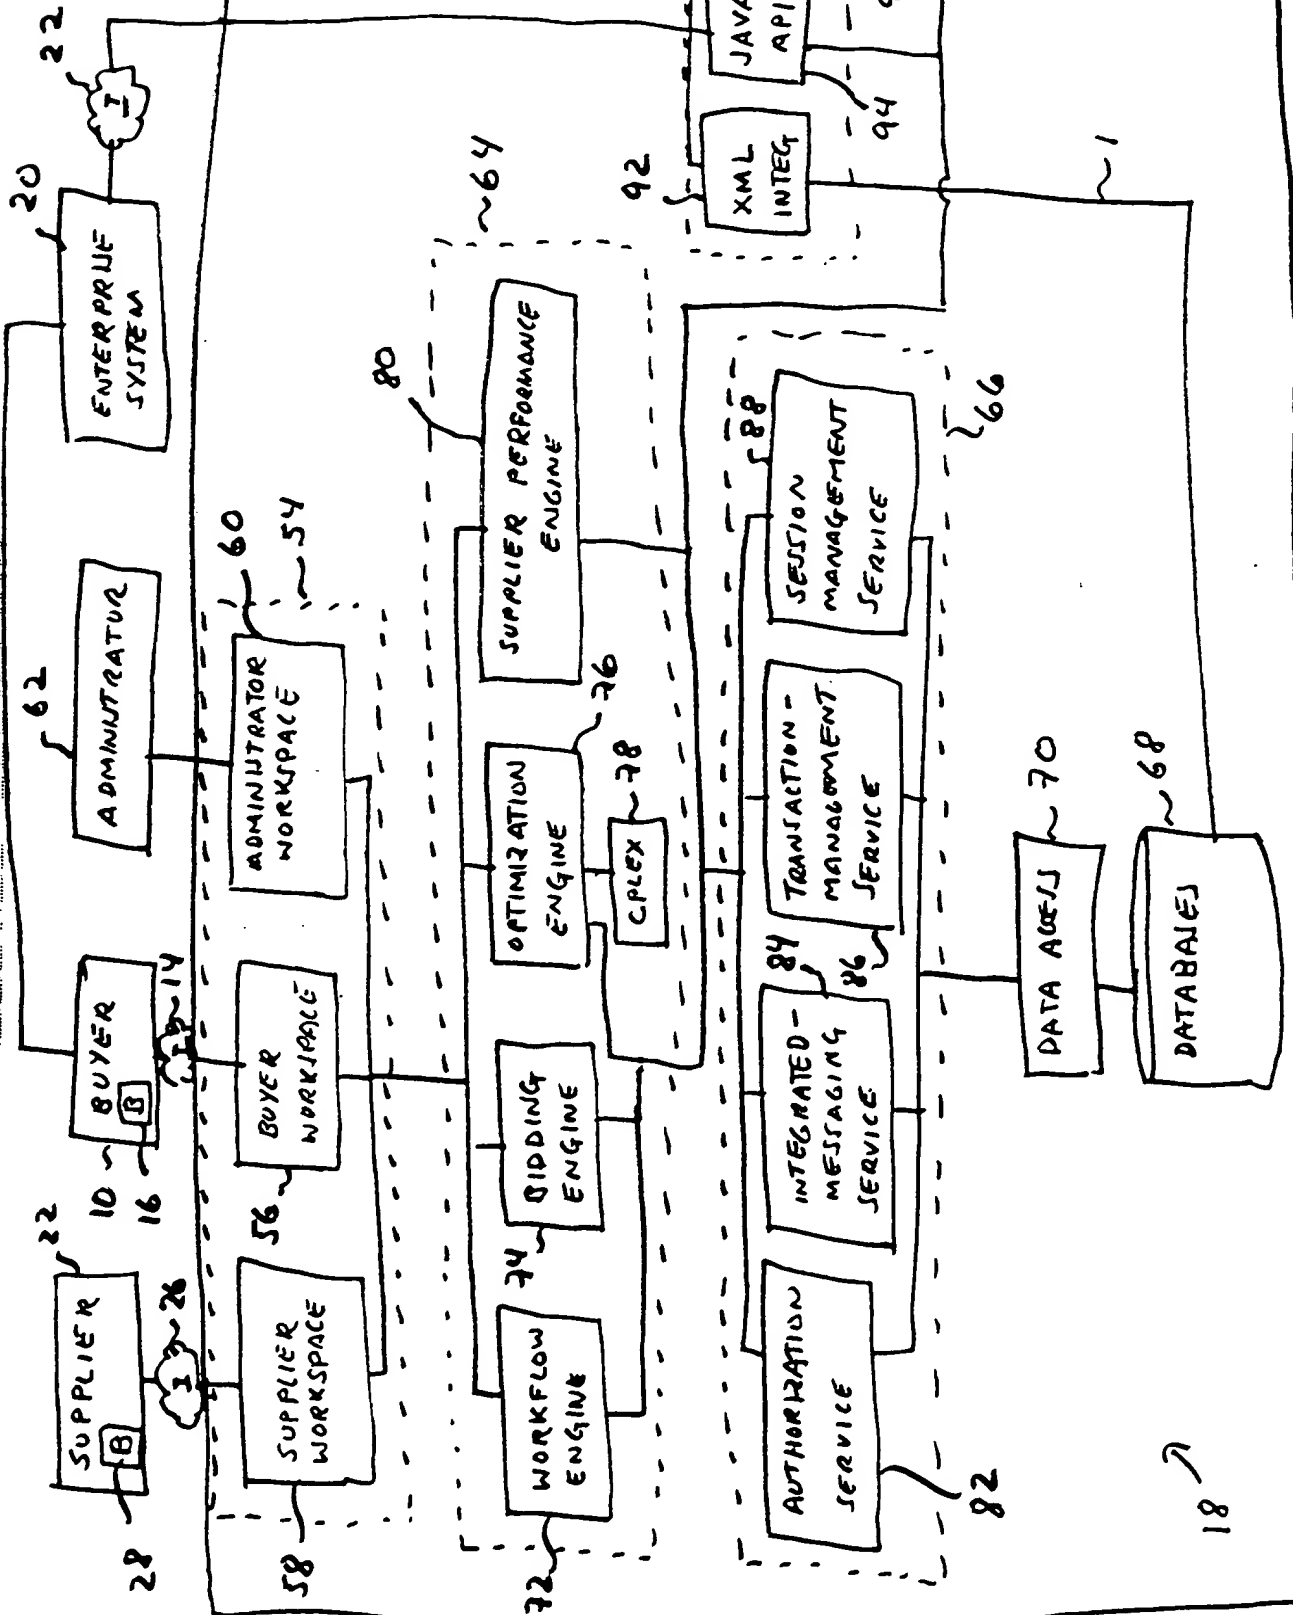 22
SUPPLIER
B
28
I
26
10
BUYER
B
16
I
14
62
ADMINISTRATOR
20
ENTERPRISE
SYSTEM
I
22
58
SUPPLIER
WORKSPACE
56
BUYER
WORKSPACE
60
ADMINISTRATOR
WORKSPACE
54
72
WORKFLOW
ENGINE
74
BIDDING
ENGINE
OPTIMIZATION
ENGINE
76
CPLEX
78
80
SUPPLIER PERFORMANCE
ENGINE
64
92
XML
INTEG
JAVA
API
94
AUTHORIZATION
SERVICE
82
84
INTEGRATED-
MESSAGING
SERVICE
86
TRANSACTION-
MANAGEMENT
SERVICE
88
SESSION
MANAGEMENT
SERVICE
66
DATA ACCESS
70
DATABASES
68
1
18